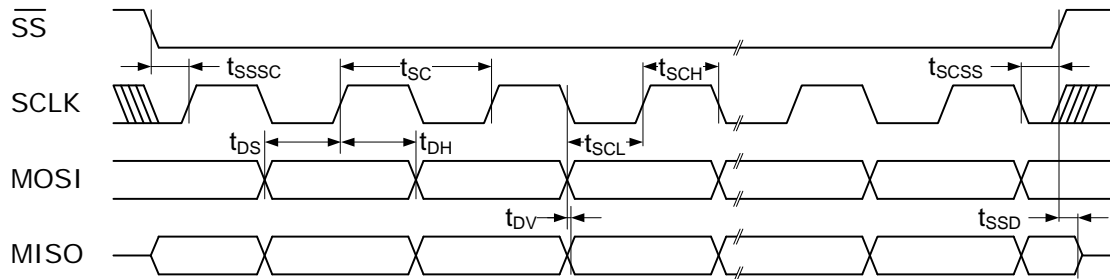 SS
tSSSC
tSC
tSCH
tSCSS
SCLK
tDS
tDH
tSCL
MOSI
tDV
tSSD
MISO